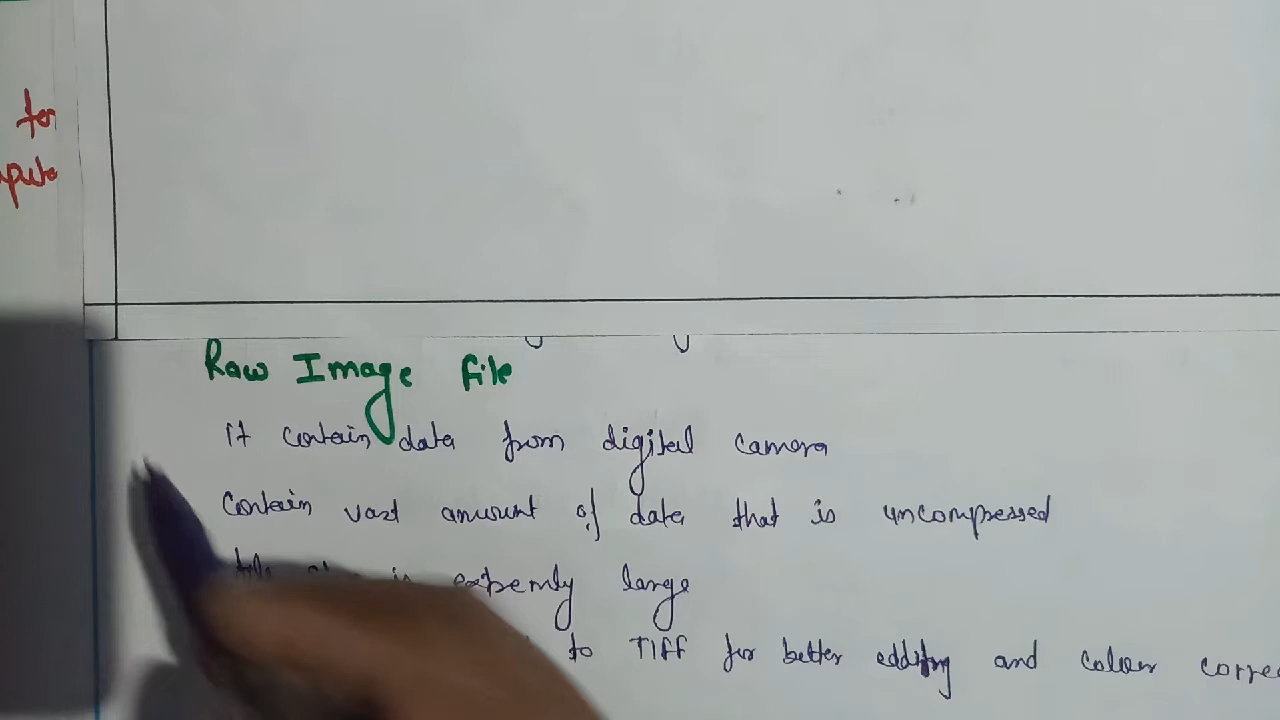 for
Raw Image file
It contain data from digital camera
Contain vast amount of data that is uncompressed
is extremly large
to TIFF for better edditing and colour